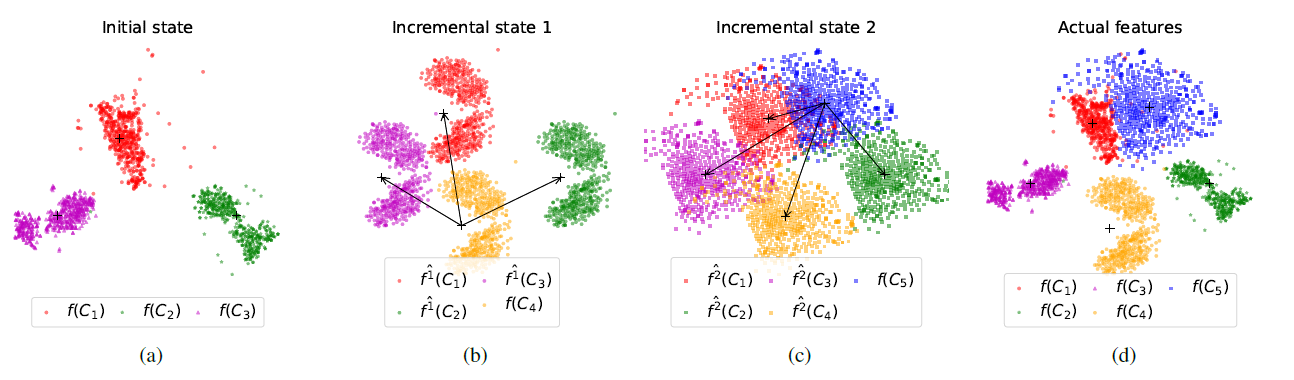 Initial state
f(C₁) f(C₂) f(C₃)
(a)
Incremental state 1
f̂¹(C₁) f̂¹(C₃)
f̂¹(C₂) f(C₄)
(b)
Incremental state 2
f̂²(C₁) f̂²(C₃) f(C₅)
f̂²(C₂) f̂²(C₄)
(c)
Actual features
f(C₁) f(C₃) f(C₅)
f(C₂) f(C₄)
(d)